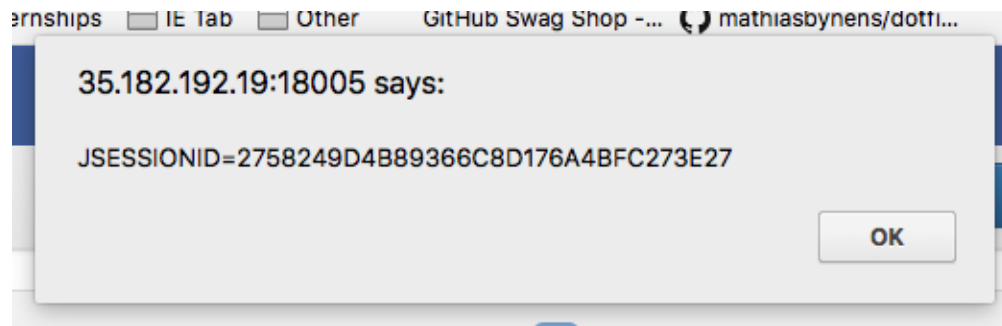 ernships IE Tab Other GitHub Swag Shop -... mathiasbynens/dotfi...
35.182.192.19:18005 says:
JSESSIONID=2758249D4B89366C8D176A4BFC273E27
OK